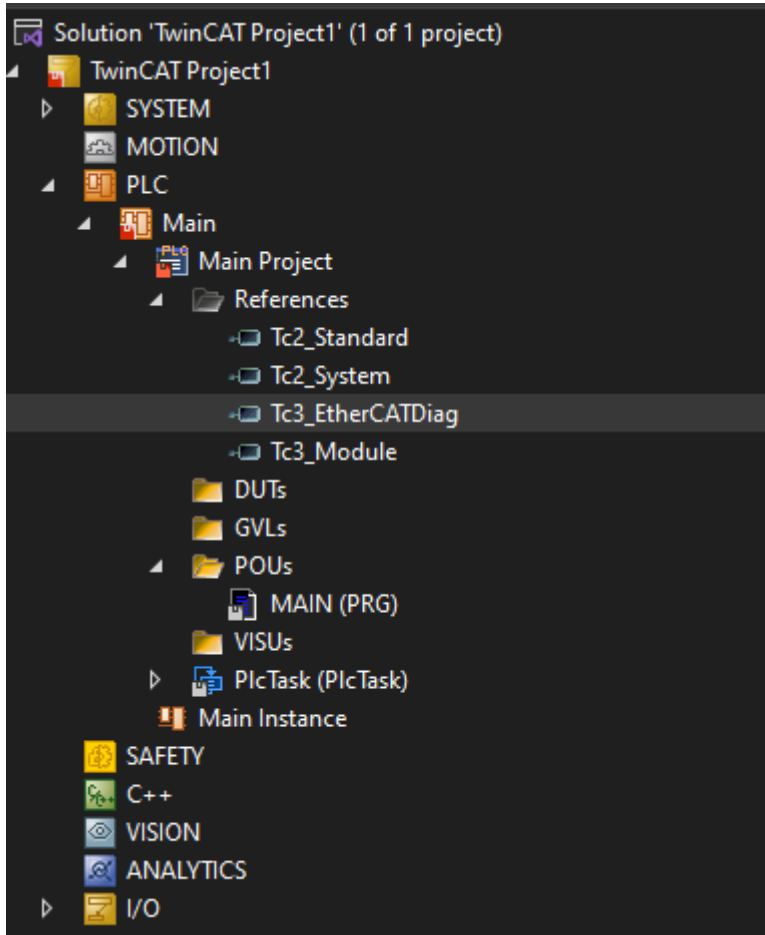 Solution 'TwinCAT Project1' (1 of 1 project)
TwinCAT Project1
SYSTEM
MOTION
PLC
Main
Main Project
References
Tc2_Standard
Tc2_System
Tc3_EtherCATDiag
Tc3_Module
DUTs
GVLs
POUs
MAIN (PRG)
VISUs
PlcTask (PlcTask)
Main Instance
SAFETY
C++
VISION
ANALYTICS
I/O